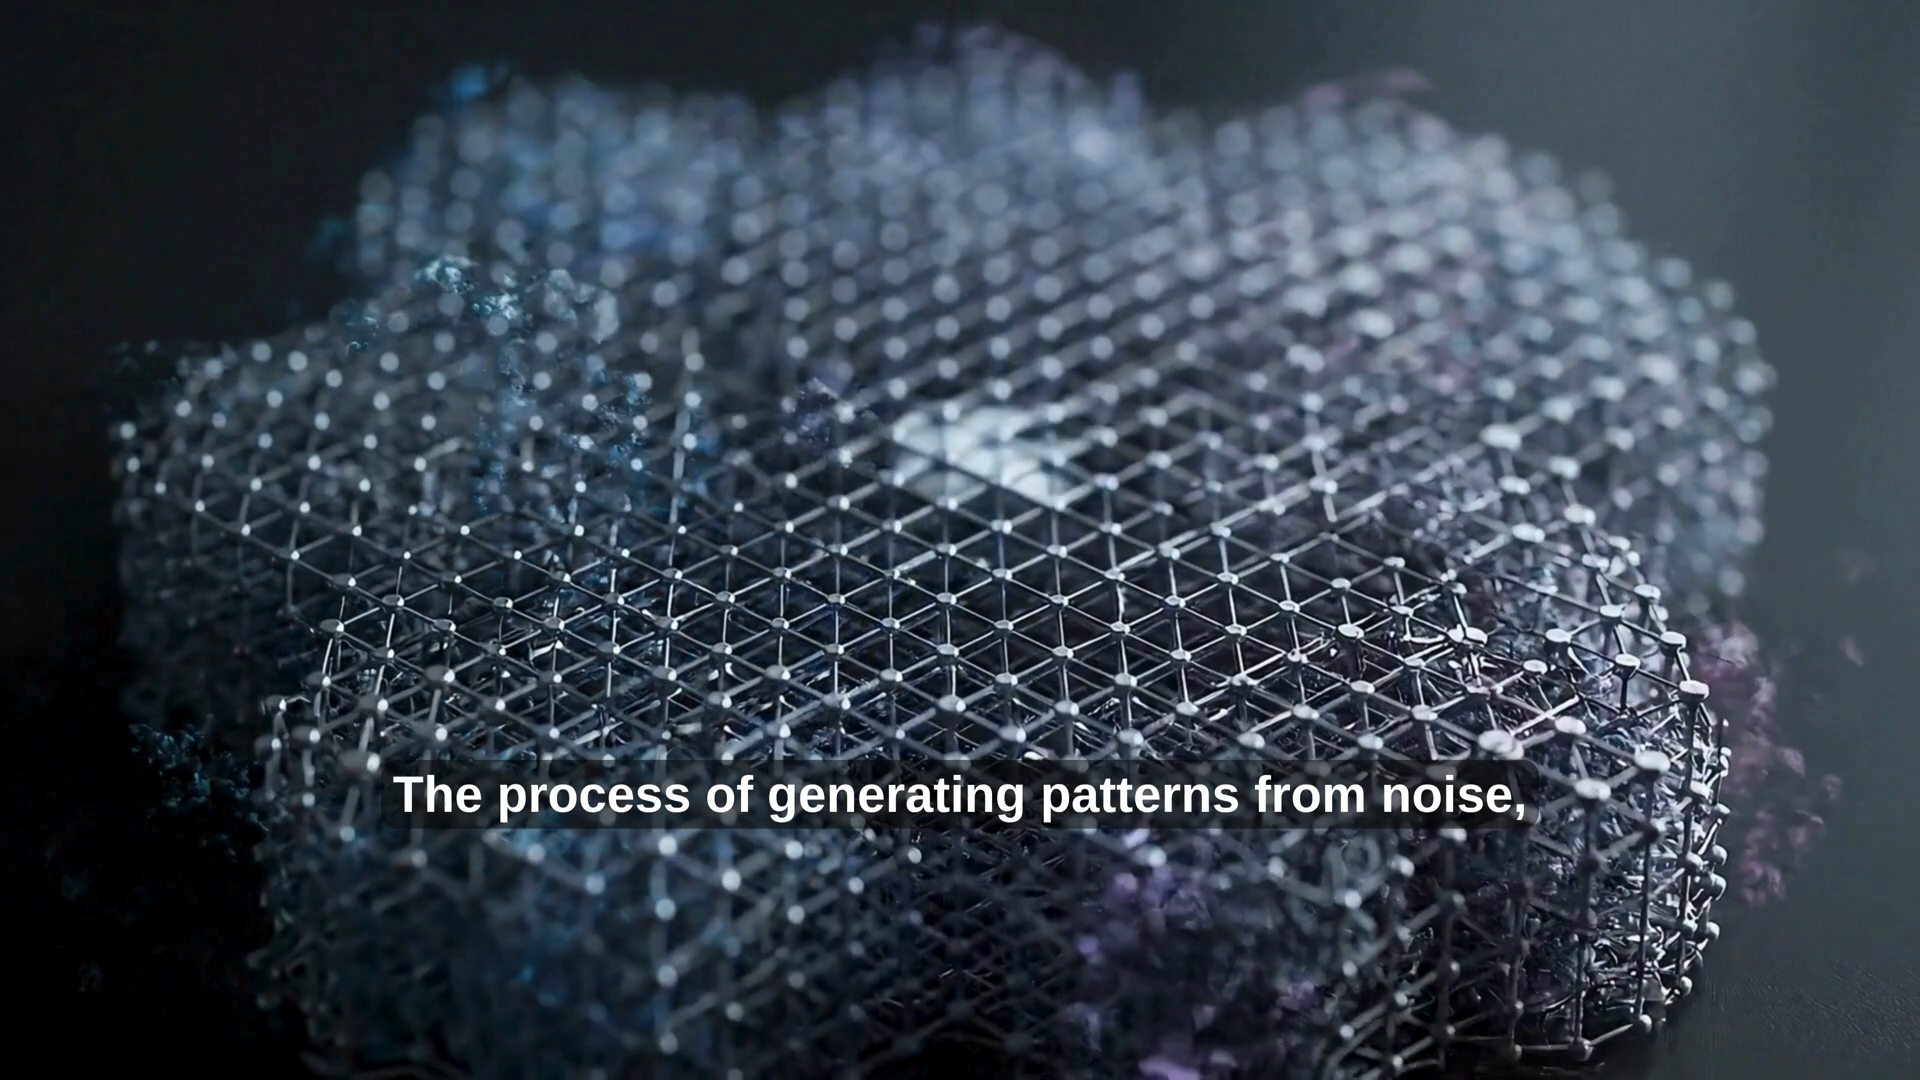 The process of generating patterns from noise,